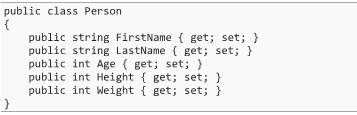 public class Person
{
    public string FirstName { get; set; }
    public string LastName { get; set; }
    public int Age { get; set; }
    public int Height { get; set; }
    public int Weight { get; set; }
}